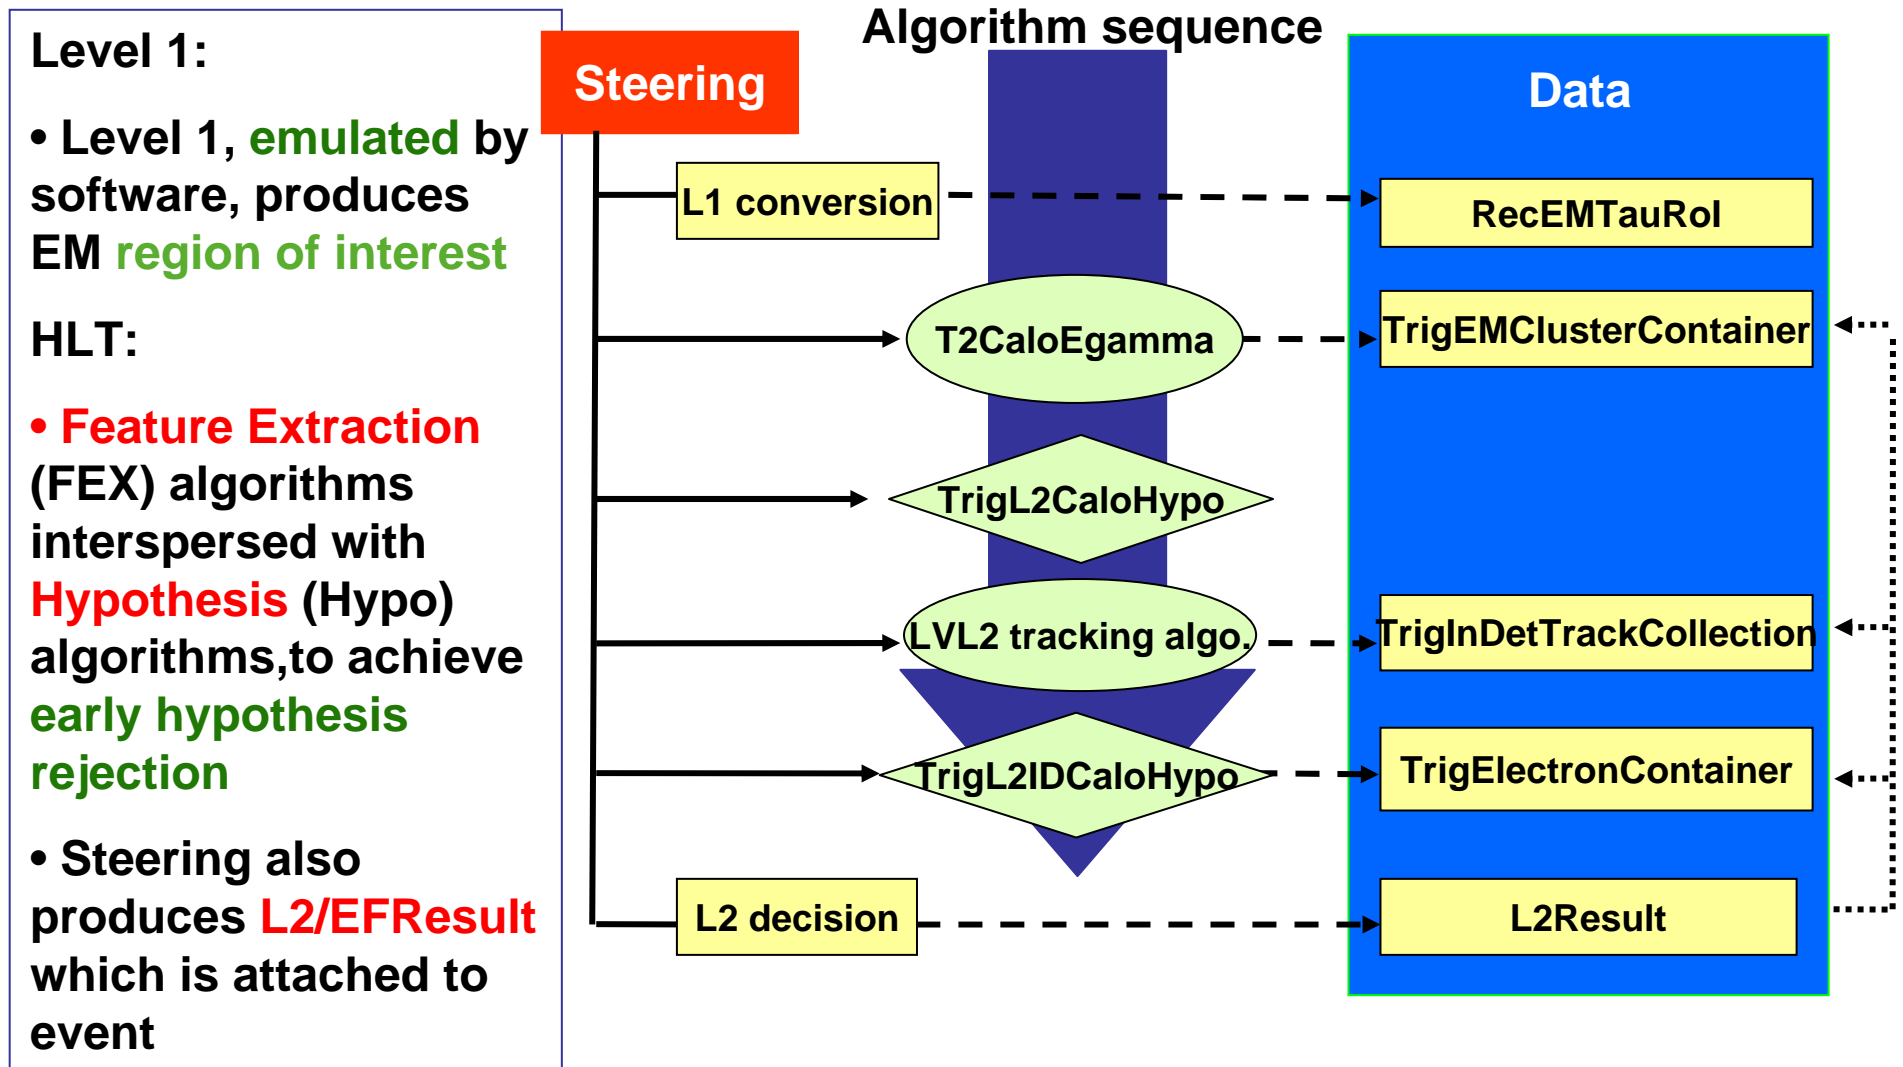 Level 1:
• Level 1, emulated by
software, produces
EM region of interest
HLT:
• Feature Extraction
(FEX) algorithms
interspersed with
Hypothesis (Hypo)
algorithms,to achieve
early hypothesis
rejection
• Steering also
produces L2/EFResult
which is attached to
event
Algorithm sequence
Steering
Data
L1 conversion
RecEMTauRoI
T2CaloEgamma
TrigEMClusterContainer
TrigL2CaloHypo
LVL2 tracking algo.
TrigInDetTrackCollection
TrigL2IDCaloHypo
TrigElectronContainer
L2 decision
L2Result